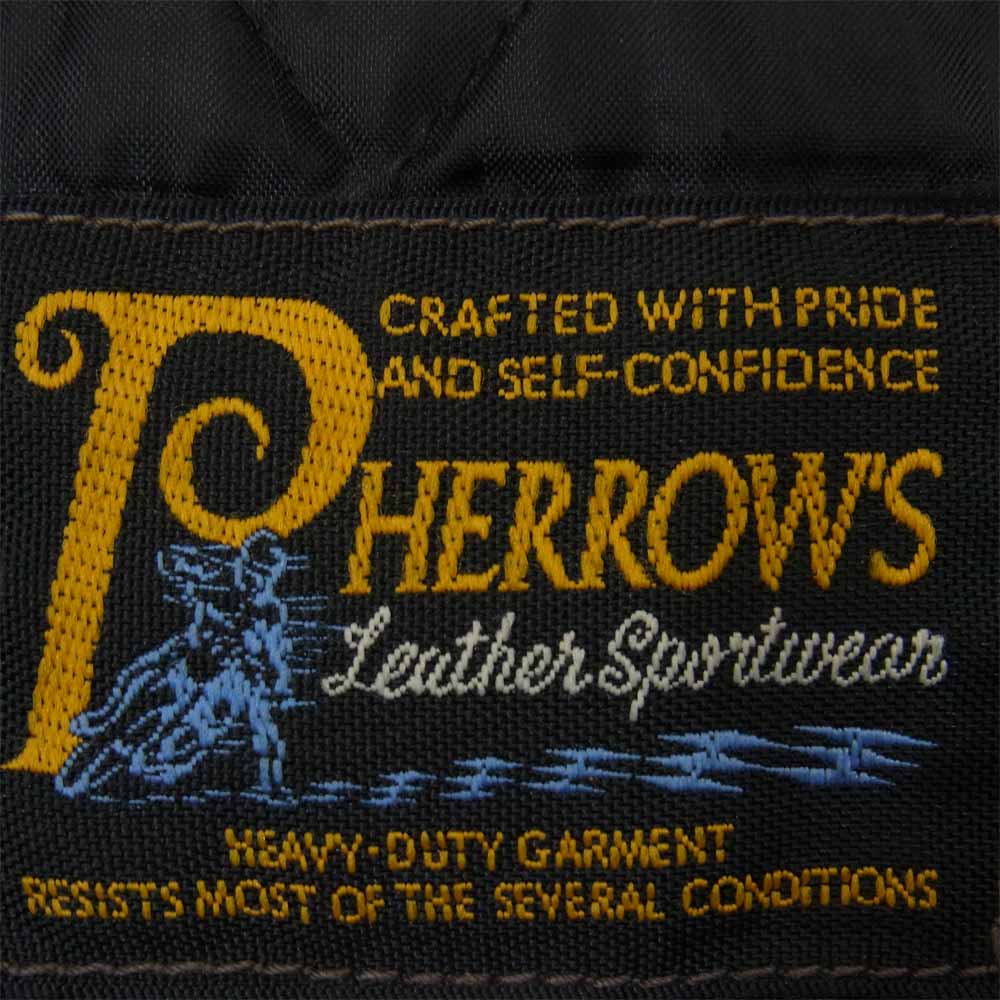 CRAFTED WITH PRIDE
AND SELF-CONFIDENCE
PHERROW'S
Leather Sportwear
HEAVY-DUTY GARMENT
RESISTS MOST OF THE SEVERAL CONDITIONS